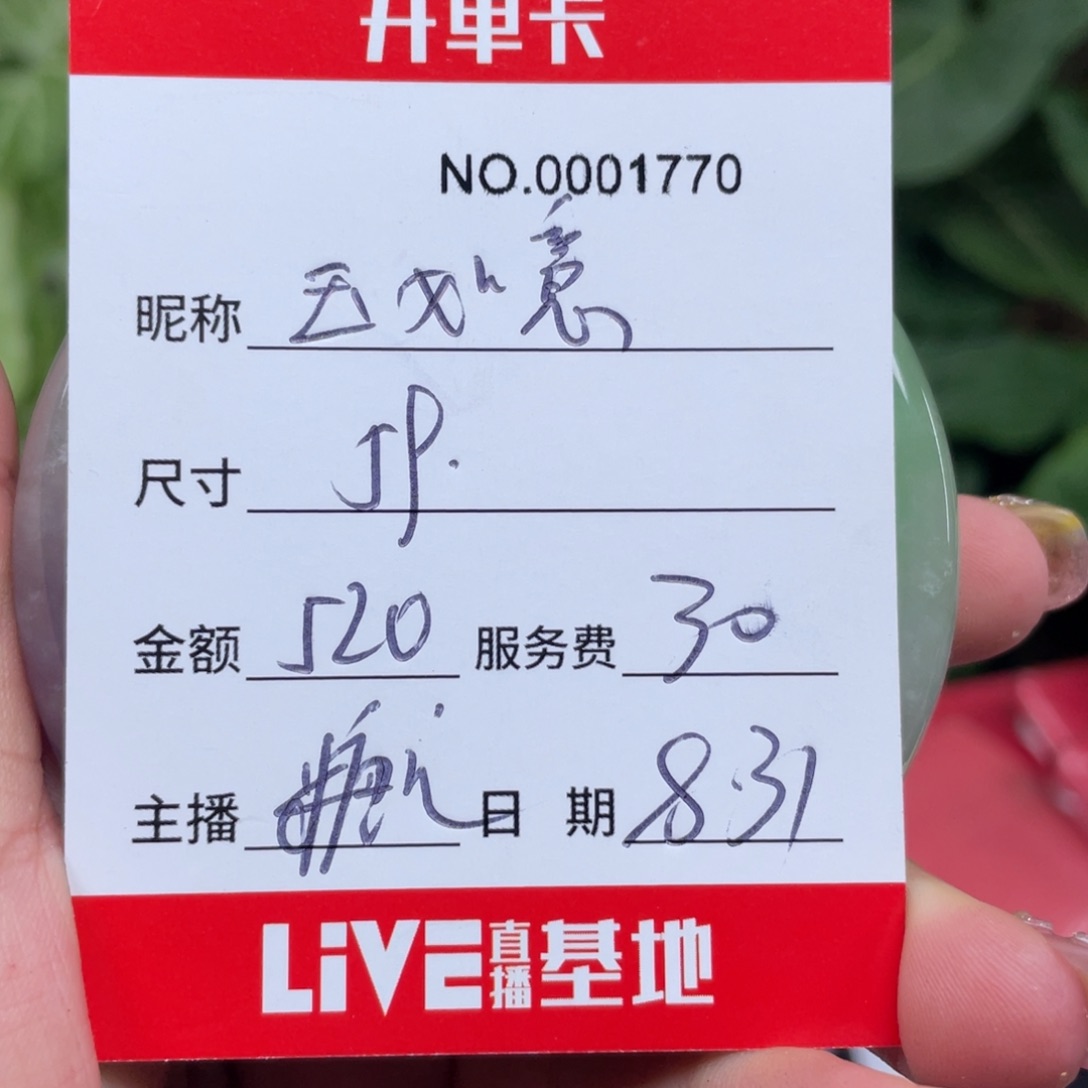 开单卡
NO.0001770
昵称 玉如意
尺寸 JP.
金额 520 服务费 30
主播 日期 8.31
LiVE直播基地